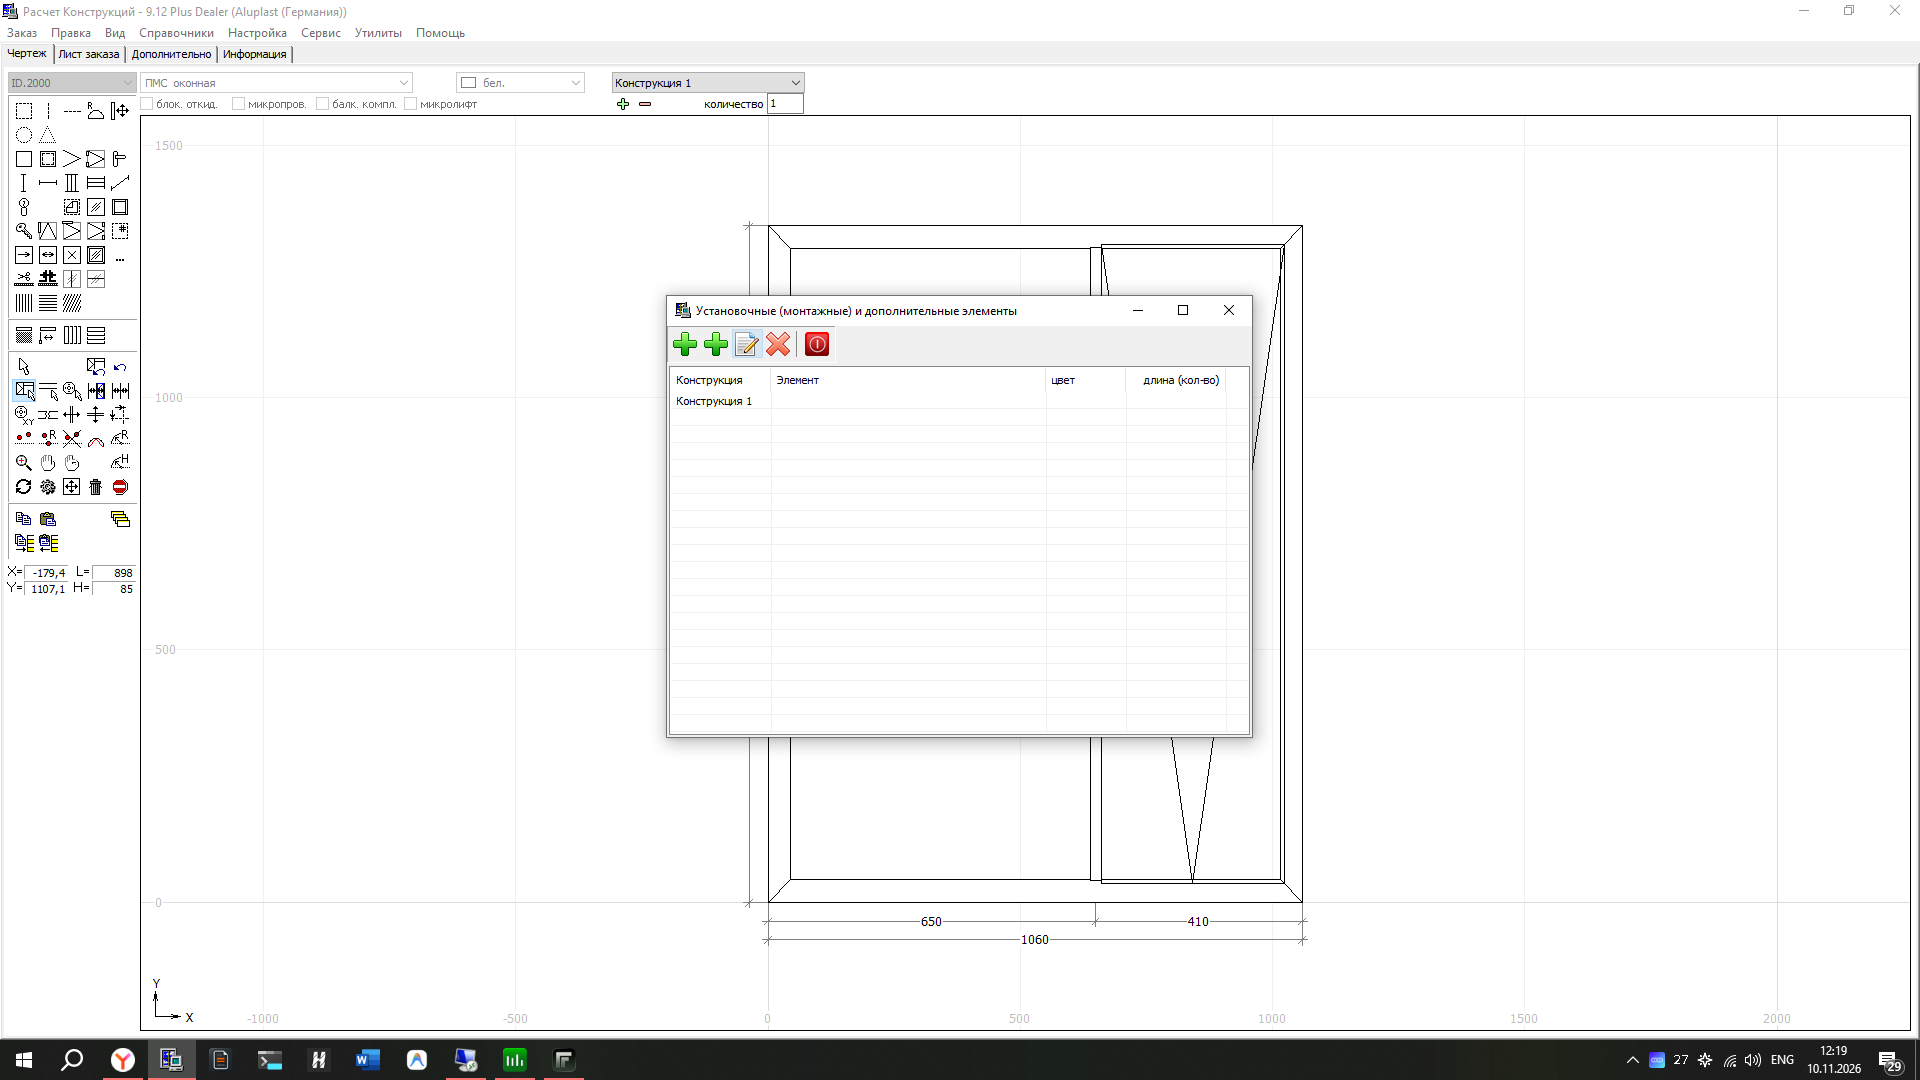 Расчет Конструкций - 9.12 Plus Dealer (Aluplast (Германия))
Заказ Правка Вид Справочники Настройка Сервис Утилиты Помощь
Чертеж Лист заказа Дополнительно Информация
ID.2000 ПМС оконная бел. Конструкция 1
блок. откид. микропров. балк. компл. микролифт количество 1
1500
1000
500
0
Установочные (монтажные) и дополнительные элементы
Конструкция Элемент цвет длина (кол-во)
Конструкция 1
X= -179,4 L= 898
Y= 1107,1 H= 85
650 410
1060
Y
X
-1000 -500 0 500 1000 1500 2000
27 ENG 12:19
10.11.2026 29